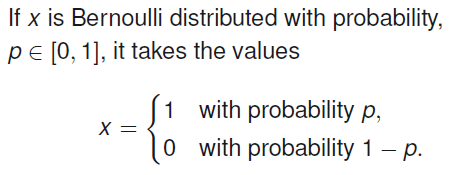 If x is Bernoulli distributed with probability,
p ∈ [0, 1], it takes the values
x = { 1 with probability p,
0 with probability 1 − p.